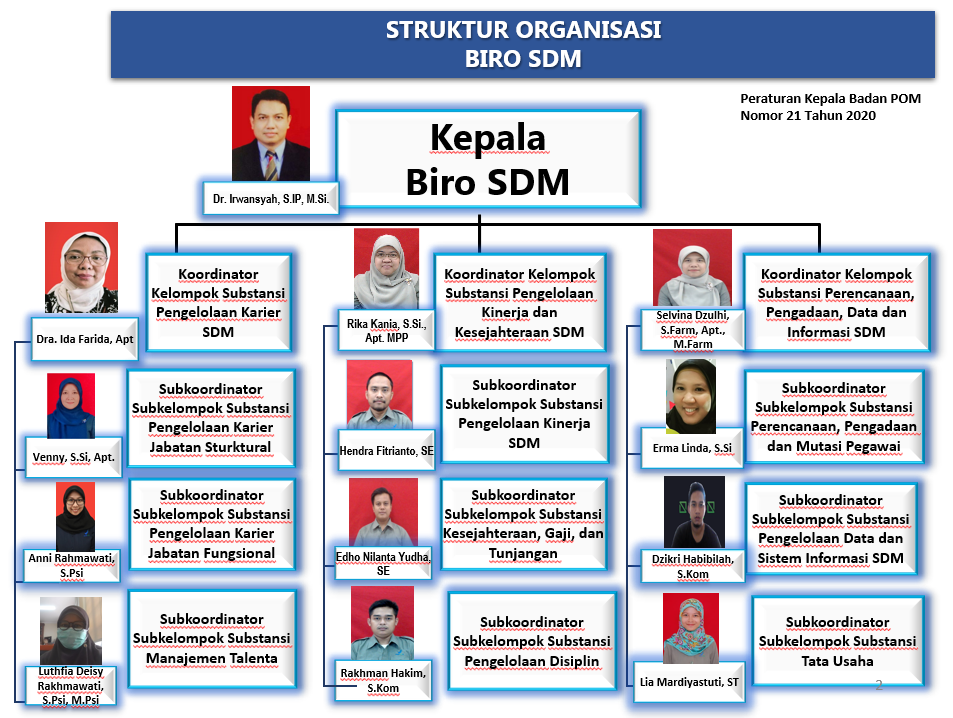 STRUKTUR ORGANISASI
BIRO SDM
Peraturan Kepala Badan POM
Nomor 21 Tahun 2020
Kepala
Biro SDM
Dr. Irwansyah, S.IP, M.Si.
Koordinator
Kelompok Substansi
Pengelolaan Karier
SDM
Dra. Ida Farida, Apt
Koordinator Kelompok
Substansi Pengelolaan
Kinerja dan
Kesejahteraan SDM
Rika Kania, S.Si.,
Apt. MPP
Koordinator Kelompok
Substansi Perencanaan,
Pengadaan, Data dan
Informasi SDM
Selvina Dzulhi,
S.Farm, Apt.,
M.Farm
Subkoordinator
Subkelompok Substansi
Pengelolaan Karier
Jabatan Sturktural
Venny, S.Si, Apt.
Subkoordinator
Subkelompok Substansi
Pengelolaan Kinerja
SDM
Hendra Fitrianto, SE
Subkoordinator
Subkelompok Substansi
Perencanaan, Pengadaan
dan Mutasi Pegawai
Erma Linda, S.Si
Subkoordinator
Subkelompok Substansi
Pengelolaan Karier
Jabatan Fungsional
Anni Rahmawati,
S.Psi
Subkoordinator
Subkelompok Substansi
Kesejahteraan, Gaji, dan
Tunjangan
Edho Nilanta Yudha,
SE
Subkoordinator
Subkelompok Substansi
Pengelolaan Data dan
Sistem Informasi SDM
Dzikri Habibilah,
S.Kom
Subkoordinator
Subkelompok Substansi
Manajemen Talenta
Luthfia Deisy
Rakhmawati,
S.Psi, M.Psi
Subkoordinator
Subkelompok Substansi
Pengelolaan Disiplin
Rakhman Hakim,
S.Kom
Subkoordinator
Subkelompok Substansi
Tata Usaha
Lia Mardiyastuti, ST
2